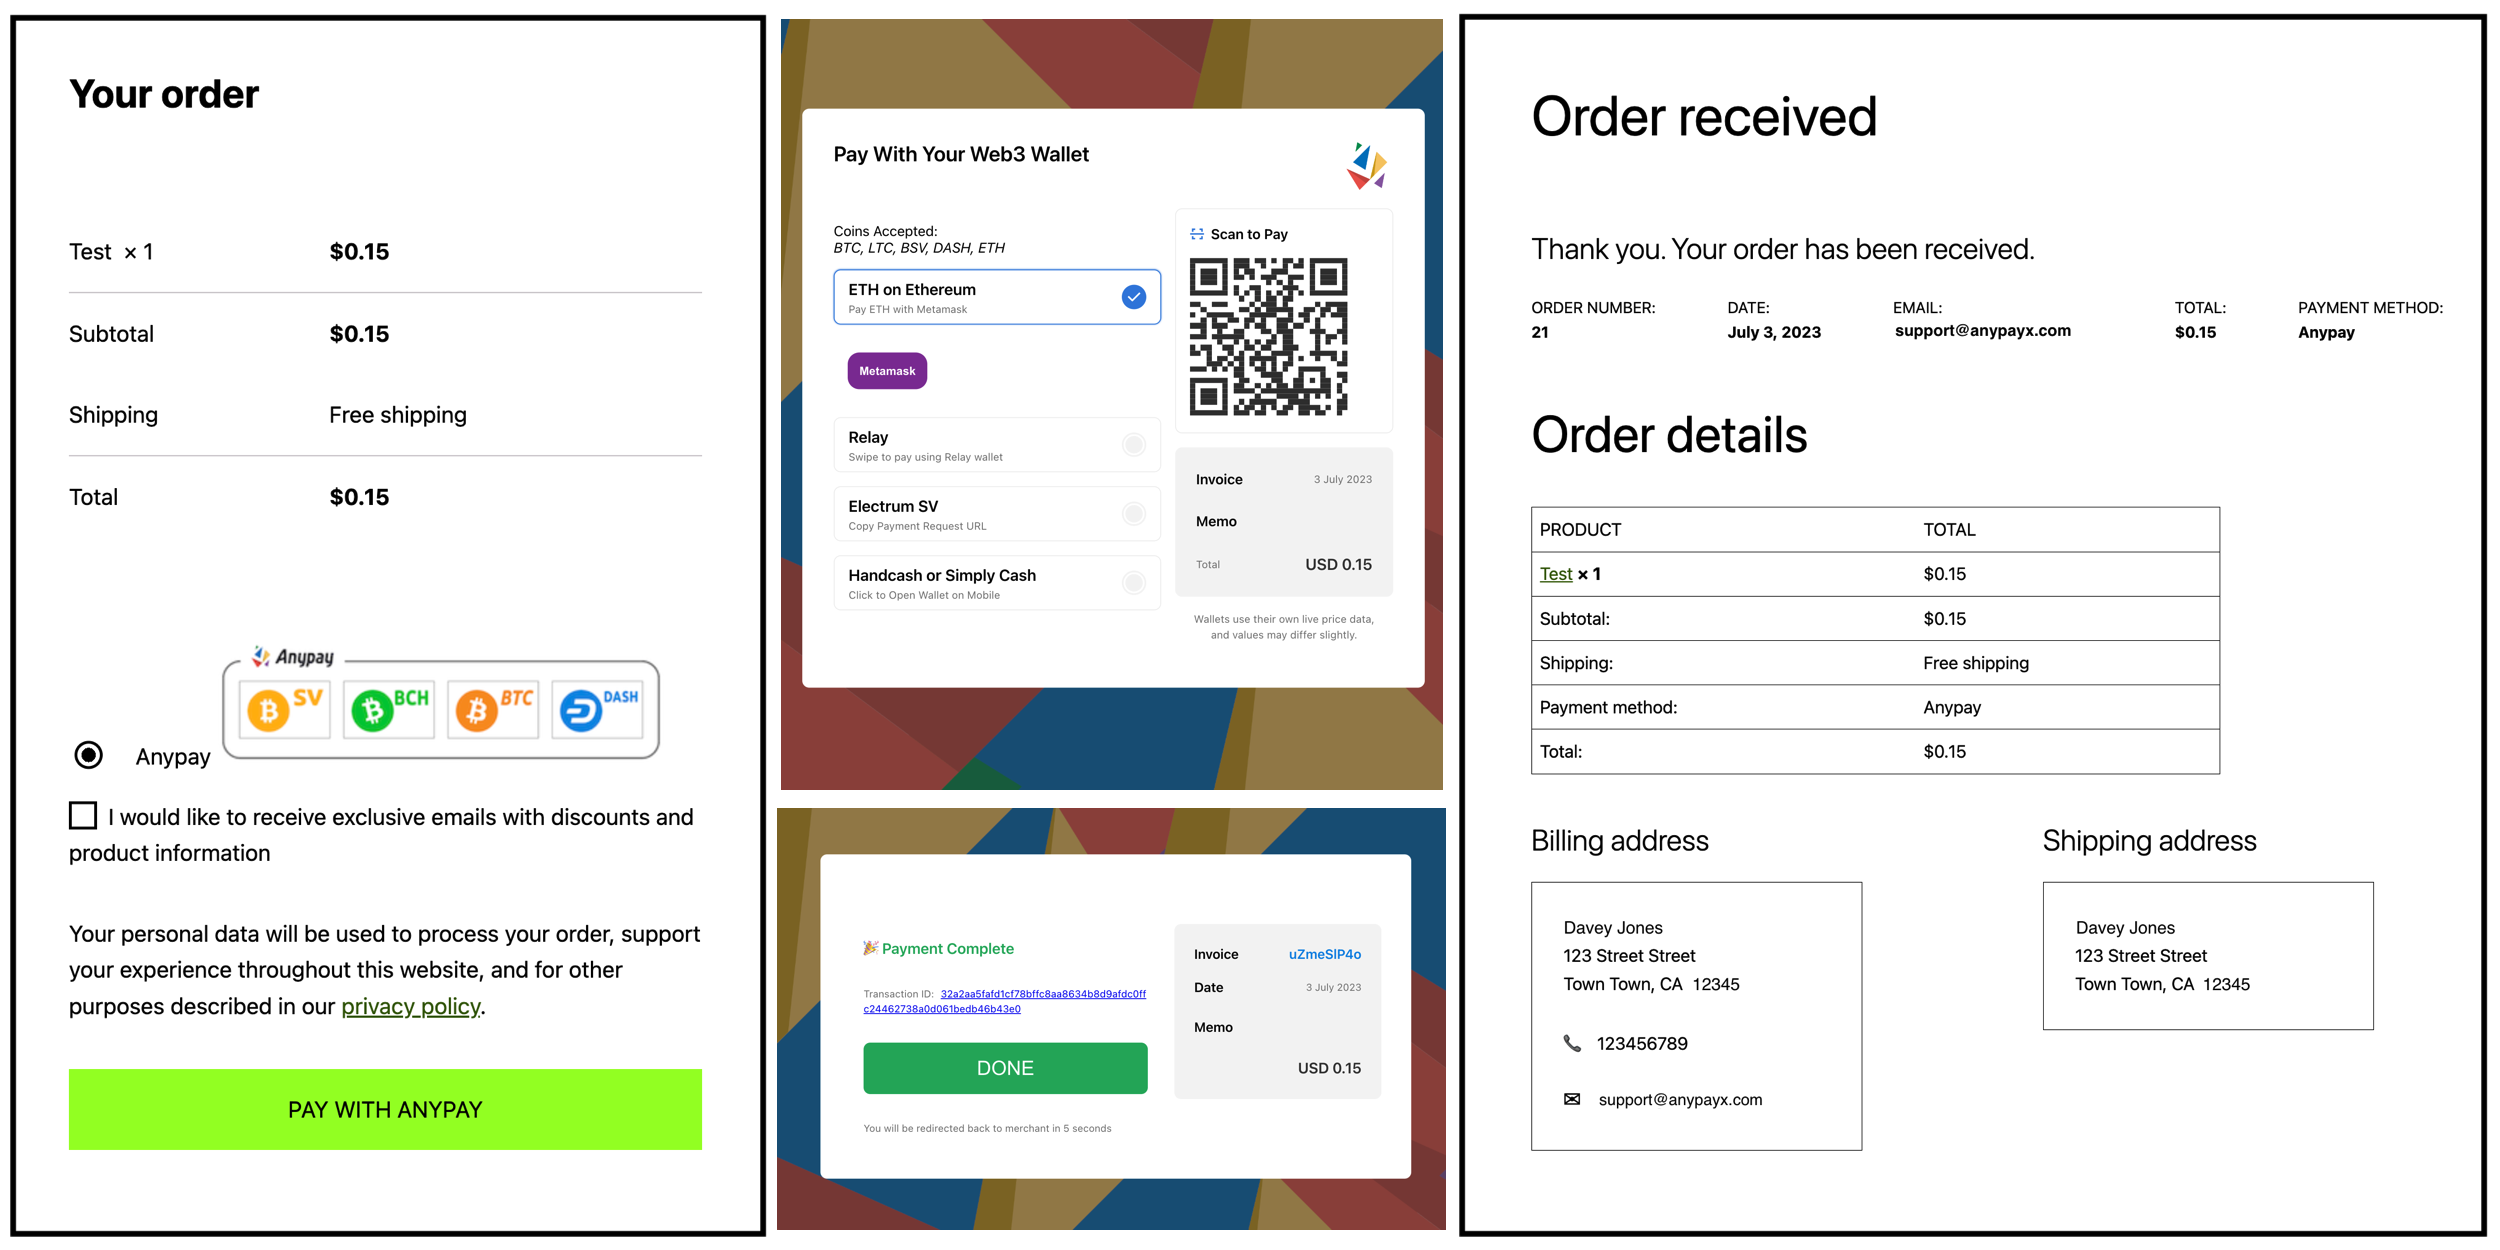 Your order
Test × 1 $0.15
Subtotal $0.15
Shipping Free shipping
Total $0.15
Anypay
SV BCH BTC DASH
Anypay
I would like to receive exclusive emails with discounts and
product information
Your personal data will be used to process your order, support
your experience throughout this website, and for other
purposes described in our privacy policy.
PAY WITH ANYPAY
Pay With Your Web3 Wallet
Coins Accepted:
BTC, LTC, BSV, DASH, ETH
ETH on Ethereum
Pay ETH with Metamask
Metamask
Relay
Swipe to pay using Relay wallet
Electrum SV
Copy Payment Request URL
Handcash or Simply Cash
Click to Open Wallet on Mobile
Scan to Pay
Invoice 3 July 2023
Memo
Total USD 0.15
Wallets use their own live price data,
and values may differ slightly.
Payment Complete
Transaction ID: 32a2aa5fafd1cf78bffc8aa8634b8d9afdc0ff
c24462738a0d061bedb46b43e0
DONE
You will be redirected back to merchant in 5 seconds
Invoice uZmeSlP4o
Date 3 July 2023
Memo
USD 0.15
Order received
Thank you. Your order has been received.
ORDER NUMBER: DATE: EMAIL: TOTAL: PAYMENT METHOD:
21 July 3, 2023 support@anypayx.com $0.15 Anypay
Order details
PRODUCT TOTAL
Test × 1 $0.15
Subtotal: $0.15
Shipping: Free shipping
Payment method: Anypay
Total: $0.15
Billing address
Davey Jones
123 Street Street
Town Town, CA 12345
123456789
support@anypayx.com
Shipping address
Davey Jones
123 Street Street
Town Town, CA 12345